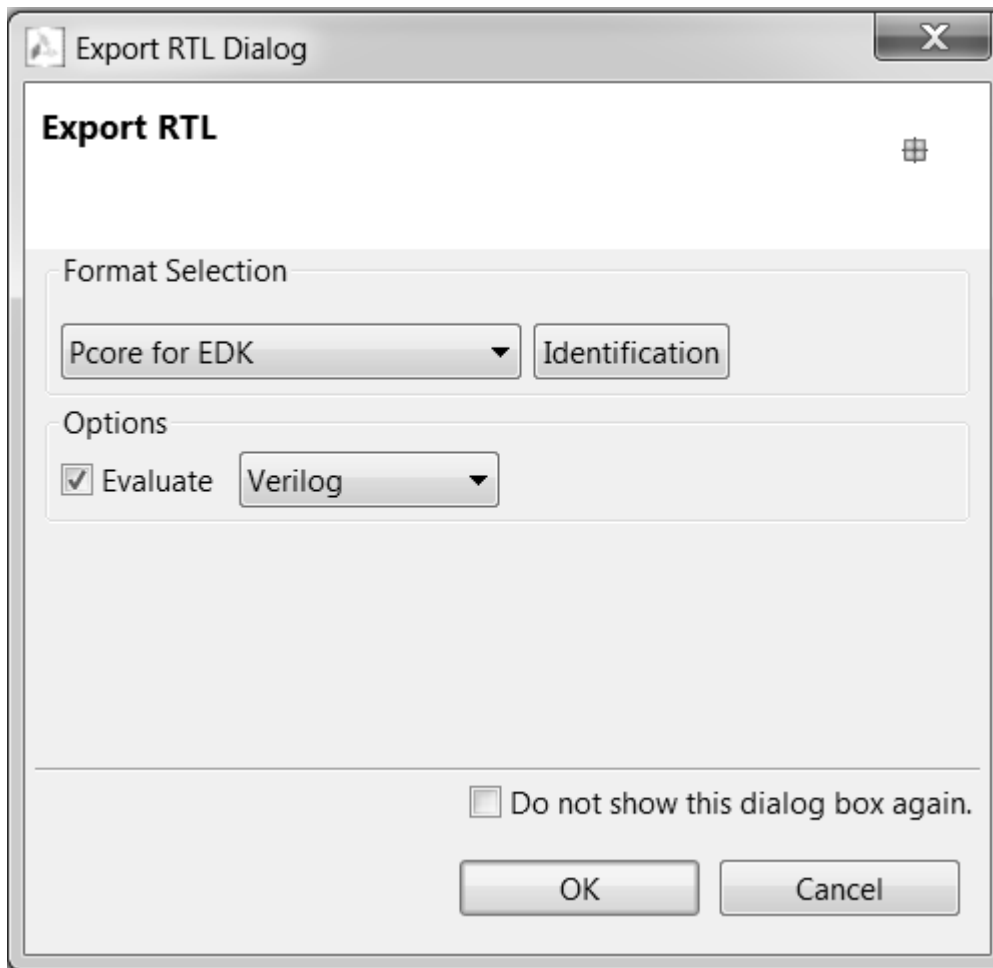 Export RTL Dialog
Export RTL
Format Selection
Pcore for EDK Identification
Options
Evaluate Verilog
Do not show this dialog box again.
OK Cancel